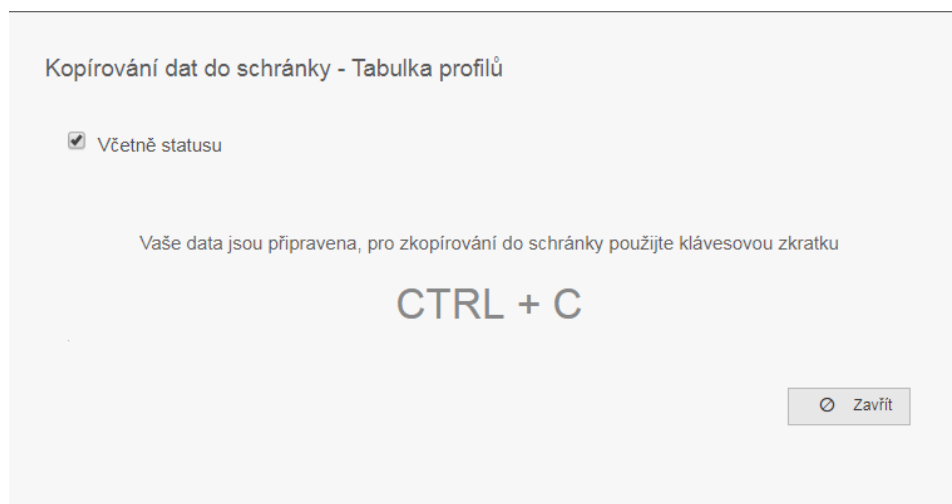 Kopírování dat do schránky - Tabulka profilů
Včetně statusu
Vaše data jsou připravena, pro zkopírování do schránky použijte klávesovou zkratku
CTRL + C
Zavřít